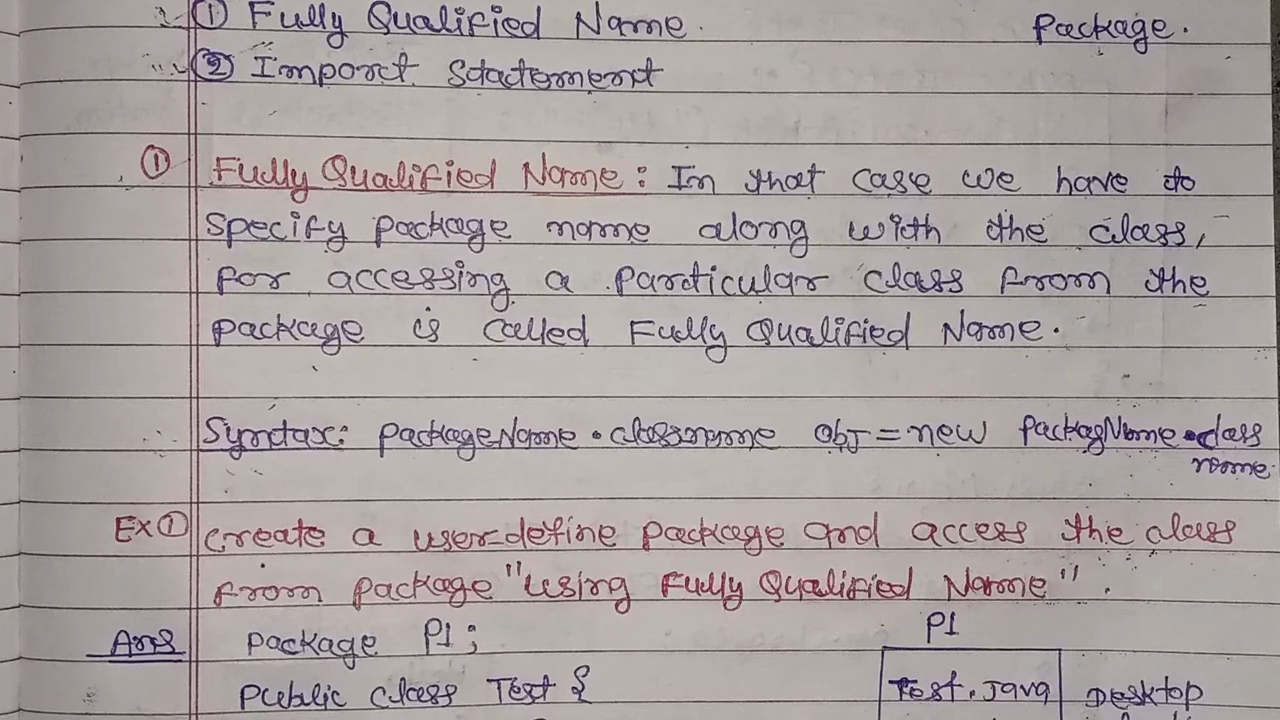 ① Fully Qualified Name. Package.
② Import Statement
① Fully Qualified Name: In that case we have to
specify package name along with the class,
for accessing a particular class from the
package is called Fully Qualified Name.
Syntax: packageName.classname obj = new packagName.class
name
Ex① create a user-define package and access the class
from package "using Fully Qualified Name".
Ans package P1; P1
Public class Test { Test.Java Desktop